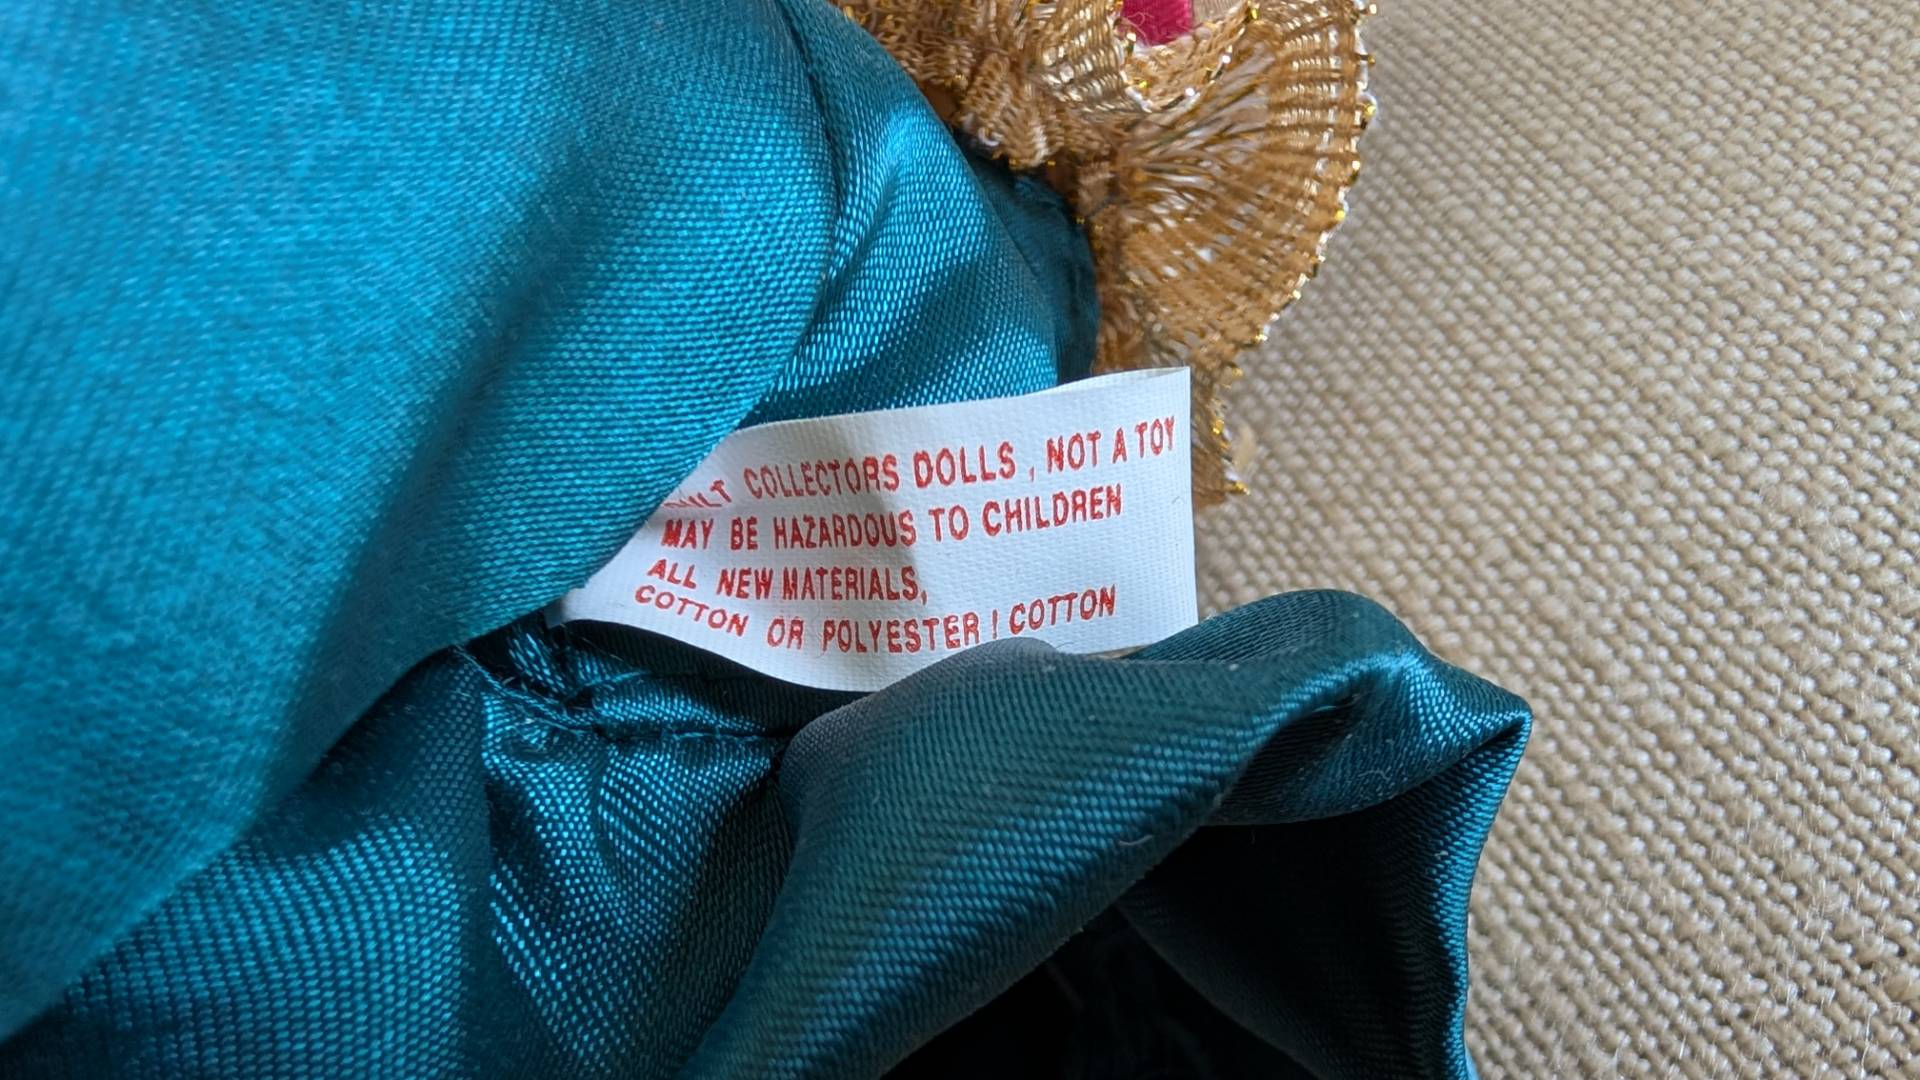 COLLECTORS DOLLS , NOT A TOY
MAY BE HAZARDOUS TO CHILDREN
ALL NEW MATERIALS,
COTTON OR POLYESTER / COTTON